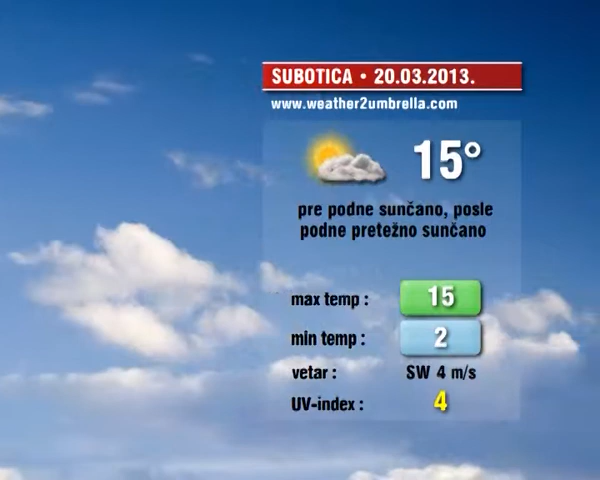 SUBOTICA • 20.03.2013.
www.weather2umbrella.com
15°
pre podne sunčano, posle
podne pretežno sunčano
max temp : 15
min temp : 2
vetar : SW 4 m/s
UV-index : 4